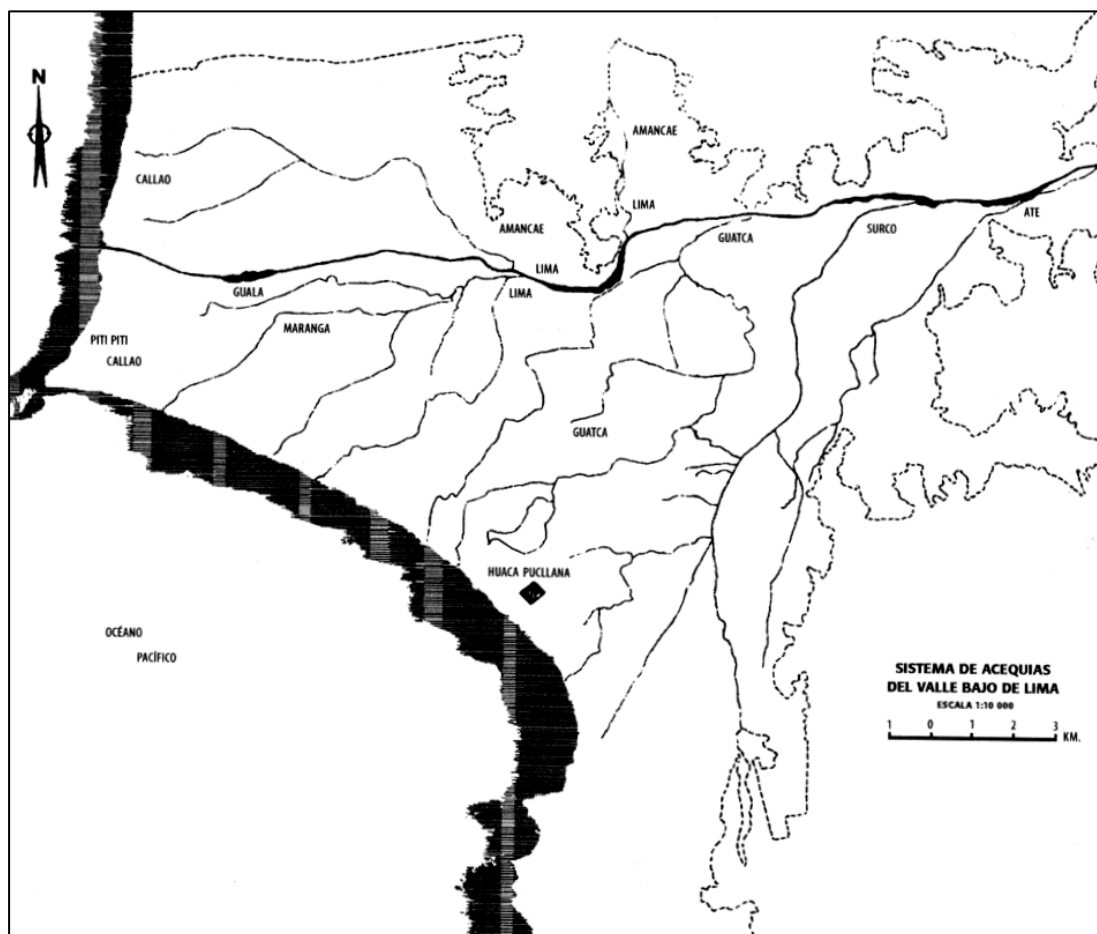 N
CALLAO
AMANCAE
AMANCAE
LIMA
GUATCA
SURCO
ATE
LIMA
LIMA
GUALA
MARANGA
PITI PITI
CALLAO
GUATCA
HUACA PUCLLANA
OCÉANO
PACÍFICO
SISTEMA DE ACEQUIAS
DEL VALLE BAJO DE LIMA
ESCALA 1:10 000
1 0 1 2 3 KM.